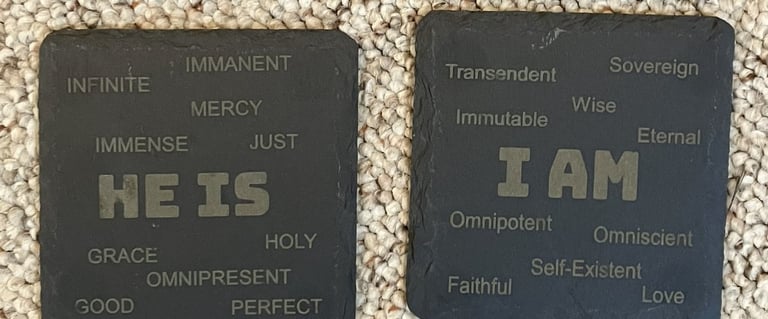 IMMANENT
INFINITE
MERCY
IMMENSE JUST
HE IS
HOLY
GRACE
OMNIPRESENT
GOOD PERFECT
Sovereign
Transendent
Wise
Immutable
Eternal
I AM
Omnipotent
Omniscient
Self-Existent
Faithful
Love